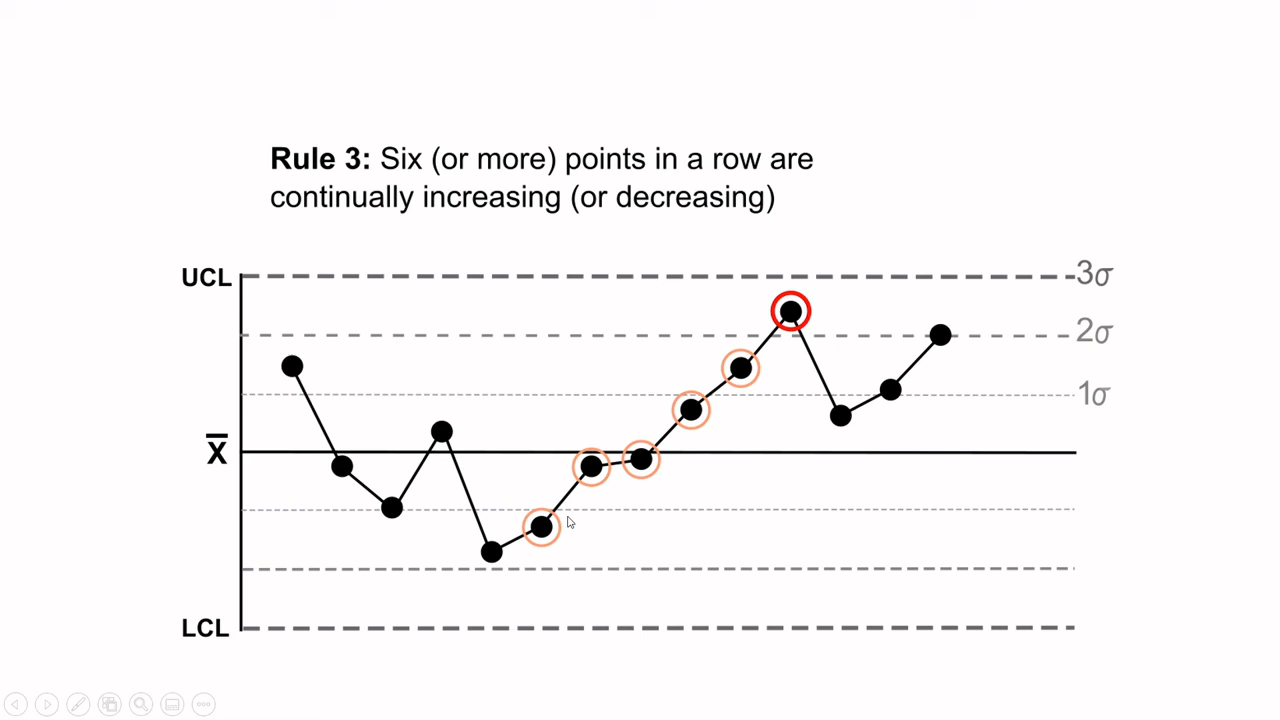 Rule 3: Six (or more) points in a row are
continually increasing (or decreasing)
UCL
3σ
2σ
1σ
X̅
LCL